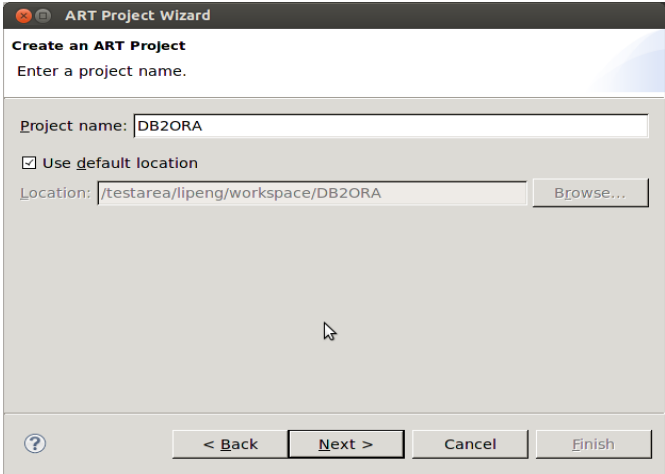 ART Project Wizard
Create an ART Project
Enter a project name.
Project name: DB2ORA
Use default location
Location: /testarea/lipeng/workspace/DB2ORA Browse...
? < Back Next > Cancel Finish